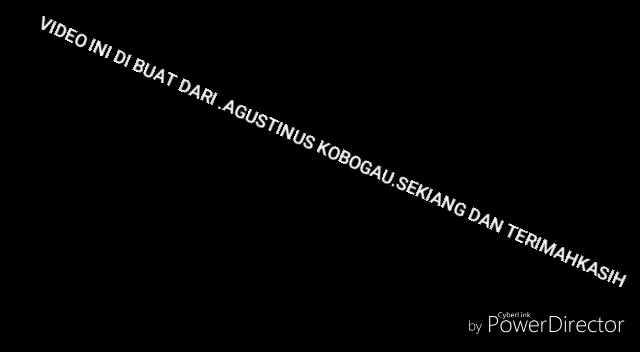 VIDEO INI DI BUAT DARI .AGUSTINUS KOBOGAU.SEKIANG DAN TERIMAHKASIH
CyberLink
by PowerDirector